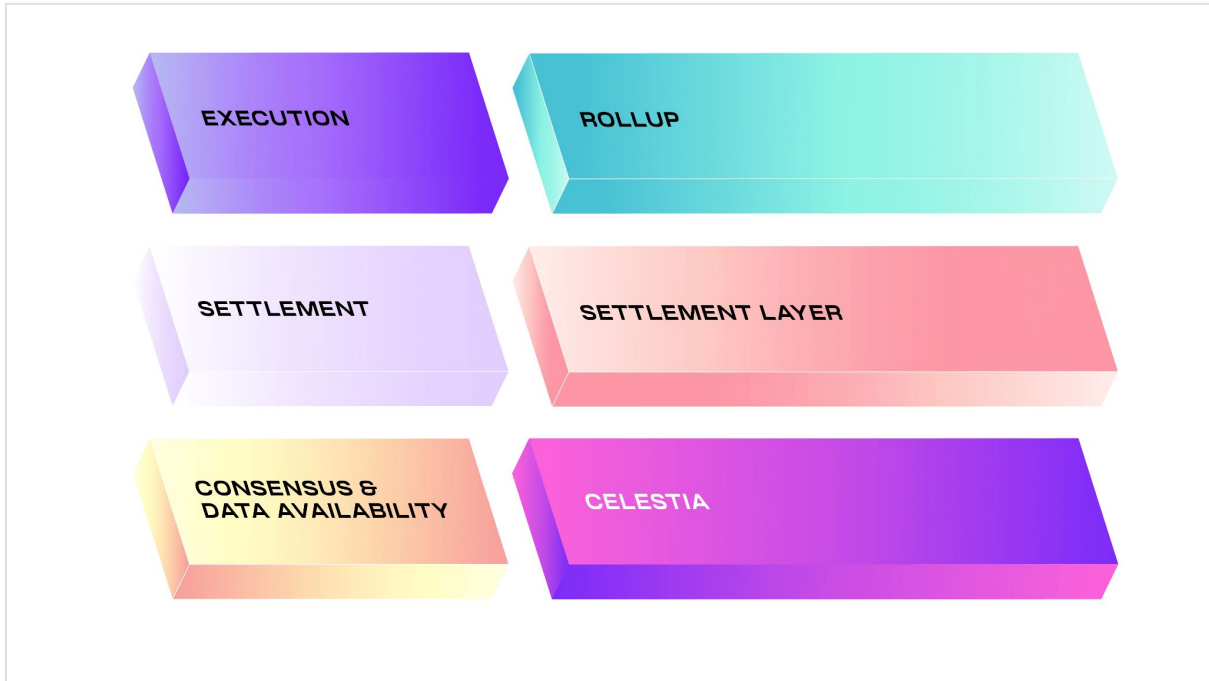 EXECUTION
ROLLUP
SETTLEMENT
SETTLEMENT LAYER
CONSENSUS &
DATA AVAILABILITY
CELESTIA